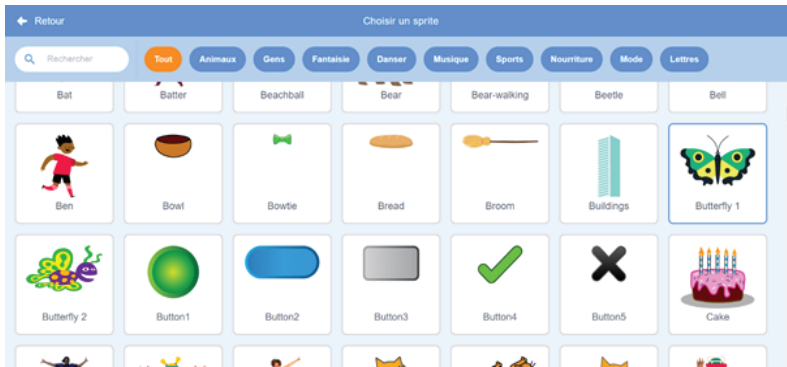 Retour
Choisir un sprite
Rechercher Tout Animaux Gens Fantaisie Danser Musique Sports Nourriture Mode Lettres
Bat Batter Beachball Bear Bear-walking Beetle Bell
Ben Bowl Bowtie Bread Broom Buildings Butterfly 1
Butterfly 2 Button1 Button2 Button3 Button4 Button5 Cake